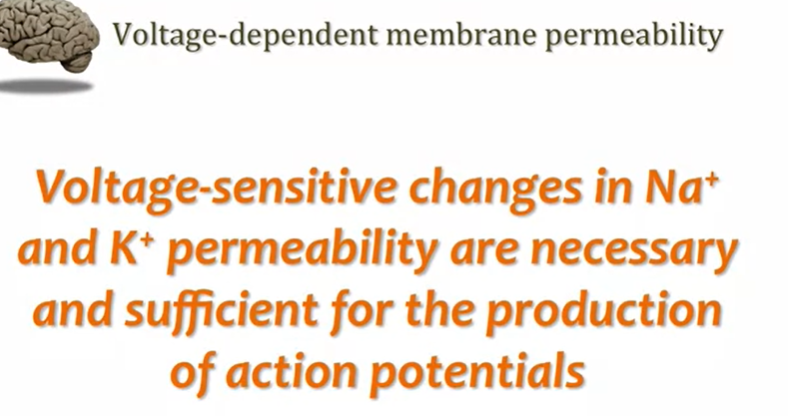 Voltage-dependent membrane permeability
Voltage-sensitive changes in Na⁺
and K⁺ permeability are necessary
and sufficient for the production
of action potentials